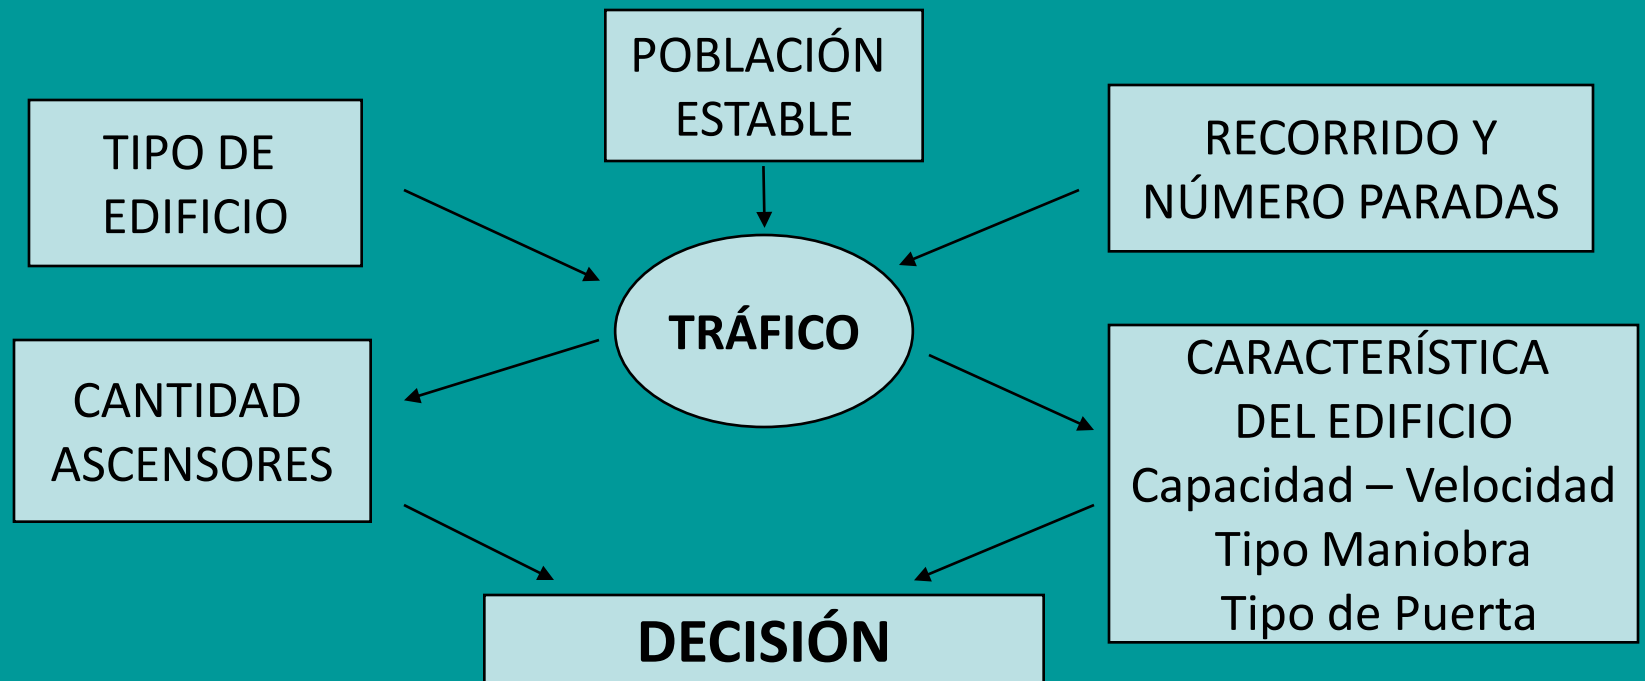 POBLACIÓN
ESTABLE
TIPO DE
EDIFICIO
RECORRIDO Y
NÚMERO PARADAS
TRÁFICO
CANTIDAD
ASCENSORES
CARACTERÍSTICA
DEL EDIFICIO
Capacidad – Velocidad
Tipo Maniobra
Tipo de Puerta
DECISIÓN